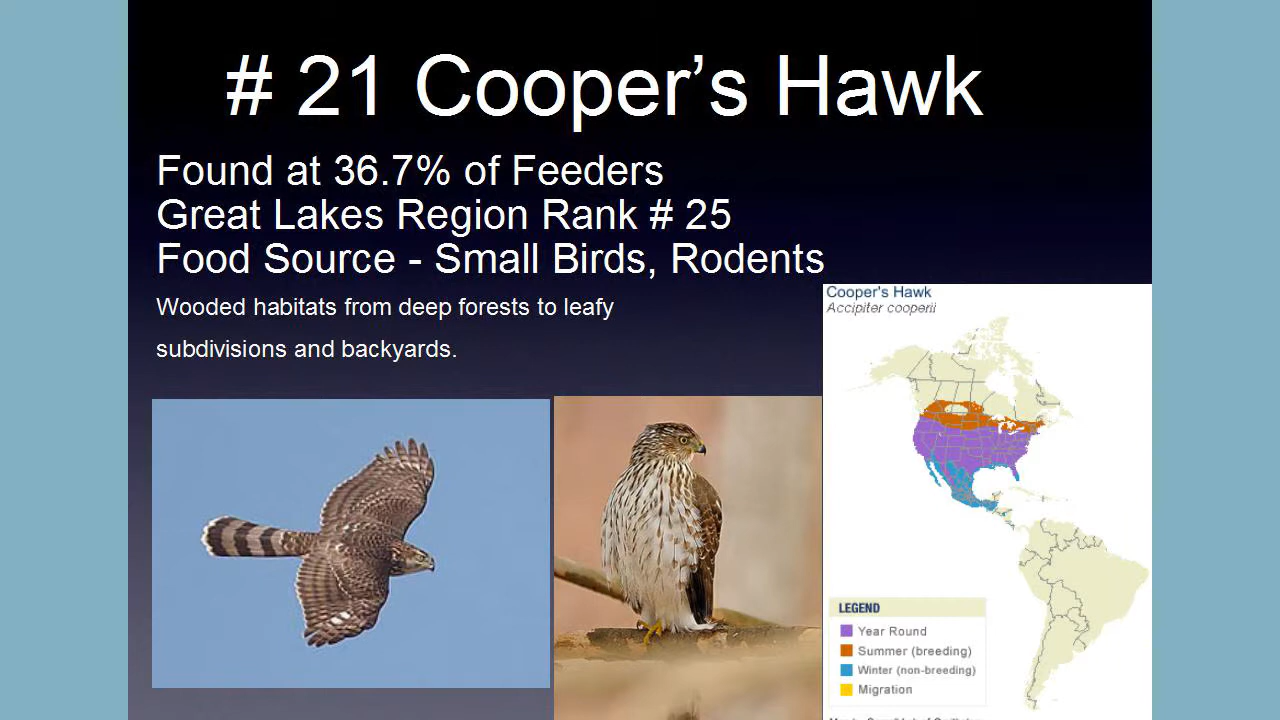 # 21 Cooper’s Hawk
Found at 36.7% of Feeders
Great Lakes Region Rank # 25
Food Source - Small Birds, Rodents
Wooded habitats from deep forests to leafy
subdivisions and backyards.
Cooper's Hawk
Accipiter cooperii
LEGEND
Year Round
Summer (breeding)
Winter (non-breeding)
Migration